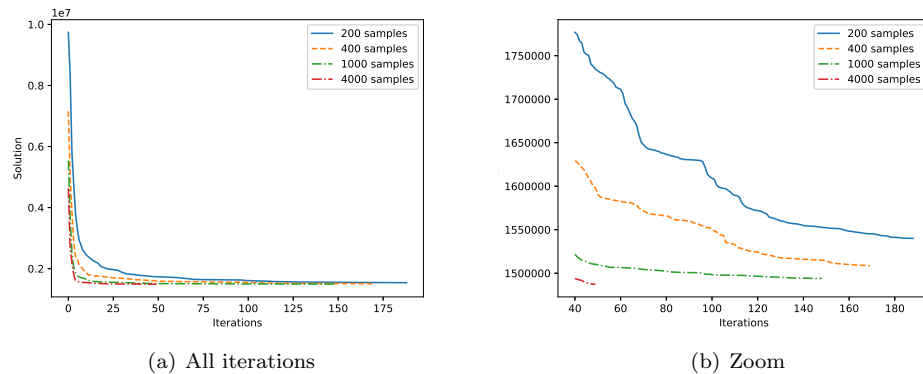 1e7
1.0
0.8
0.6
0.4
0.2
Solution
0
25
50
75
100
125
150
175
Iterations
200 samples
400 samples
1000 samples
4000 samples
(a) All iterations
1750000
1700000
1650000
1600000
1550000
1500000
40
60
80
100
120
140
160
180
Iterations
200 samples
400 samples
1000 samples
4000 samples
(b) Zoom